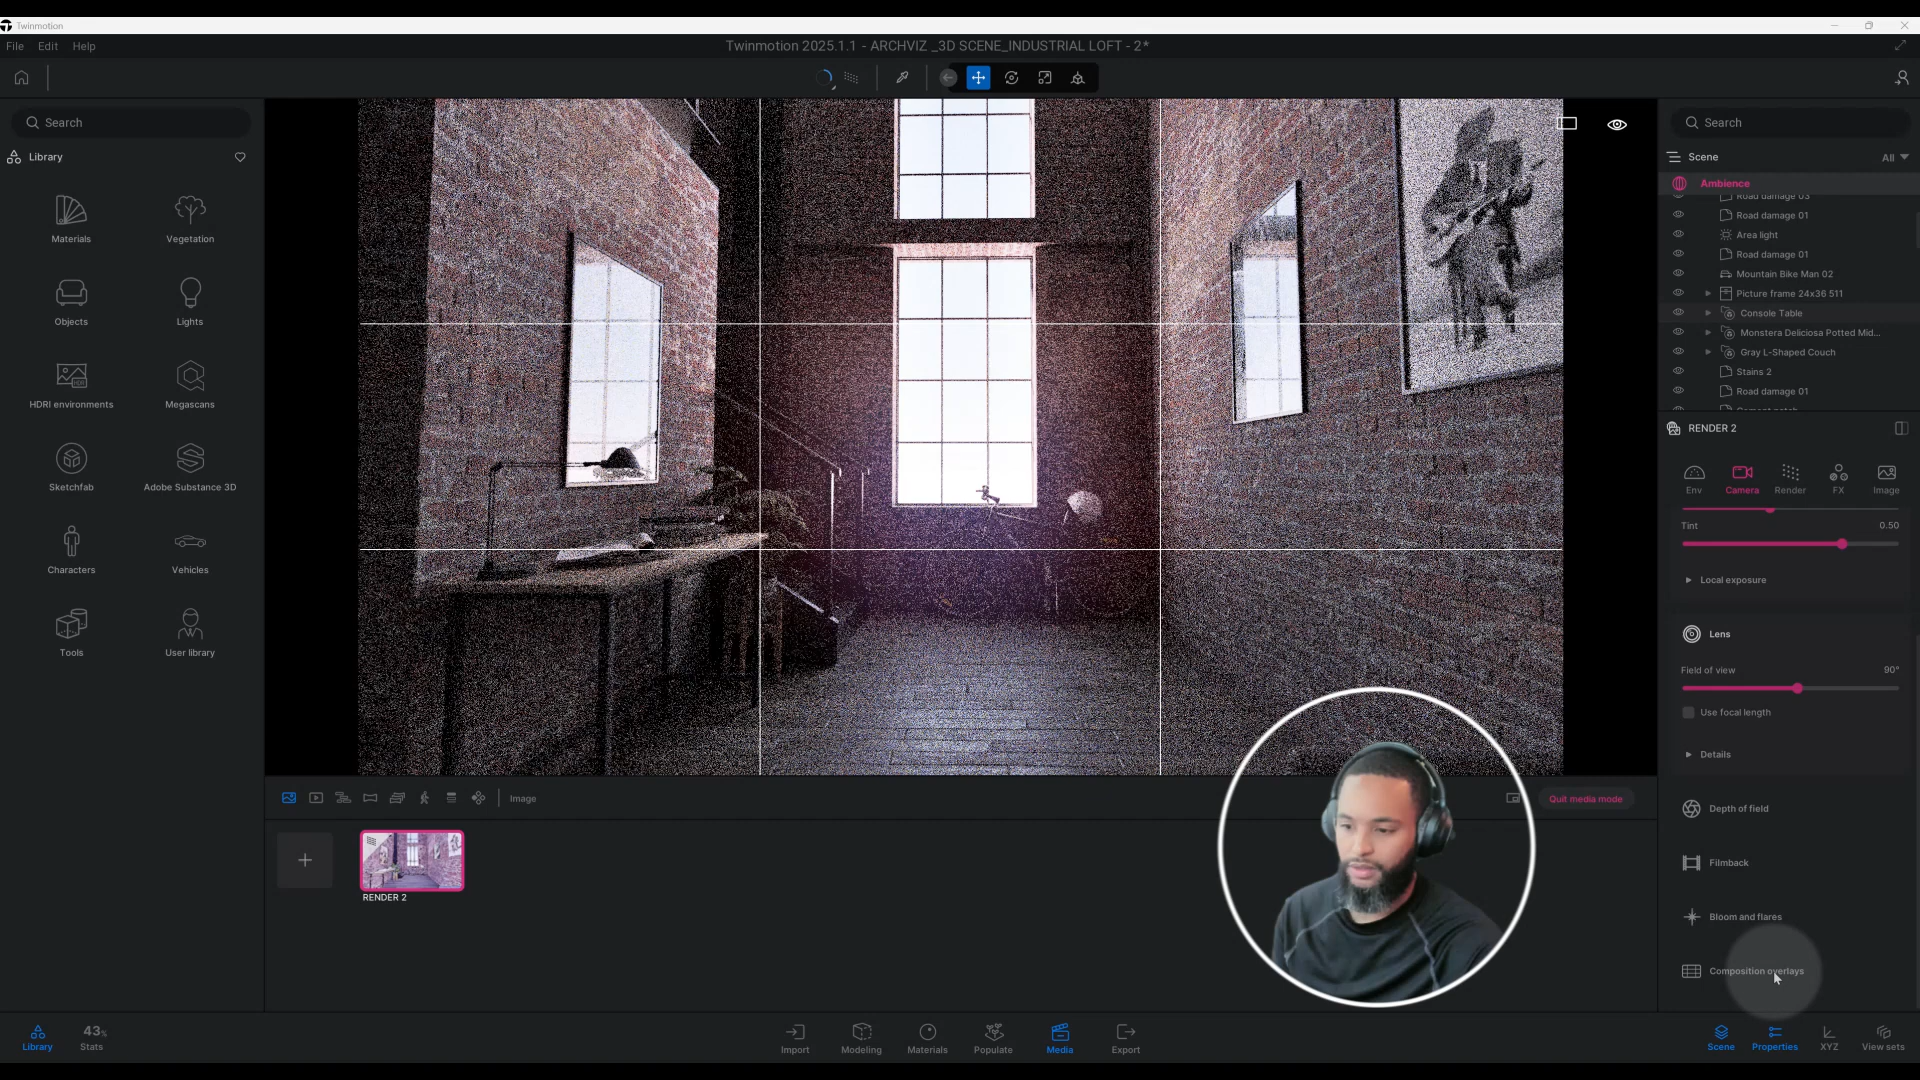 Twinmotion
File Edit Help
Twinmotion 2025.1.1 - ARCHVIZ _3D SCENE_INDUSTRIAL LOFT - 2*
Search
Library
Materials
Vegetation
Objects
Lights
HDRI environments
Megascans
Sketchfab
Adobe Substance 3D
Characters
Vehicles
Tools
User library
Image
Quit media mode
RENDER 2
Search
Scene
All
Ambience
Road damage 03
Road damage 01
Area light
Road damage 01
Mountain Bike Man 02
Picture frame 24x36 511
Console Table
Monstera Deliciosa Potted Mid...
Gray L-Shaped Couch
Stains 2
Road damage 01
RENDER 2
Env
Camera
Render
FX
Image
Tint 0.50
Local exposure
Lens
Field of view 90°
Use focal length
Details
Depth of field
Filmback
Bloom and flares
Composition overlays
Library
43%
Stats
Import
Modeling
Materials
Populate
Media
Export
Scene
Properties
XYZ
View sets